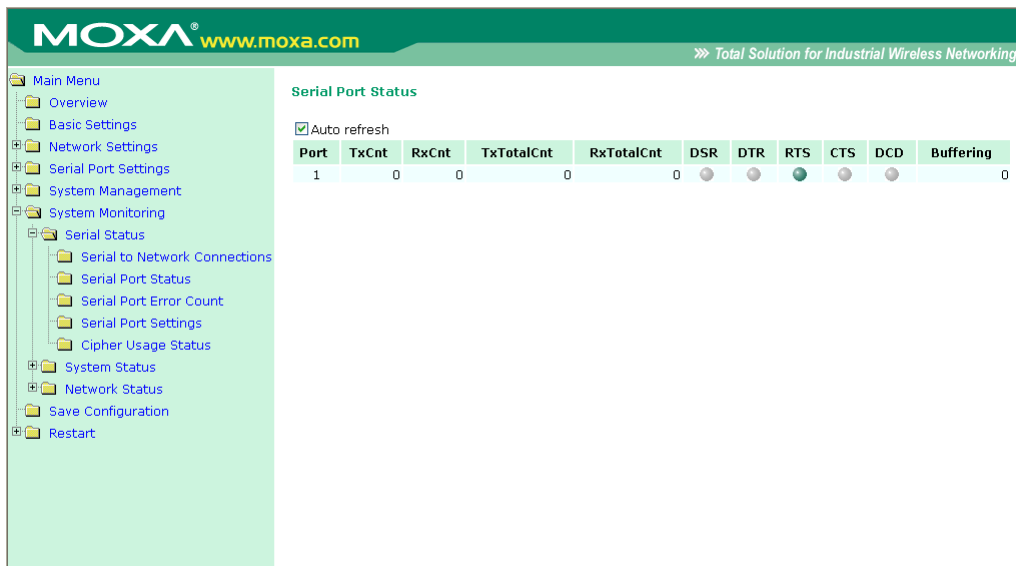 MOXA® www.moxa.com
>>> Total Solution for Industrial Wireless Networking
Main Menu
Overview
Basic Settings
Network Settings
Serial Port Settings
System Management
System Monitoring
Serial Status
Serial to Network Connections
Serial Port Status
Serial Port Error Count
Serial Port Settings
Cipher Usage Status
System Status
Network Status
Save Configuration
Restart
Serial Port Status
Auto refresh
Port TxCnt RxCnt TxTotalCnt RxTotalCnt DSR DTR RTS CTS DCD Buffering
1 0 0 0 0 0